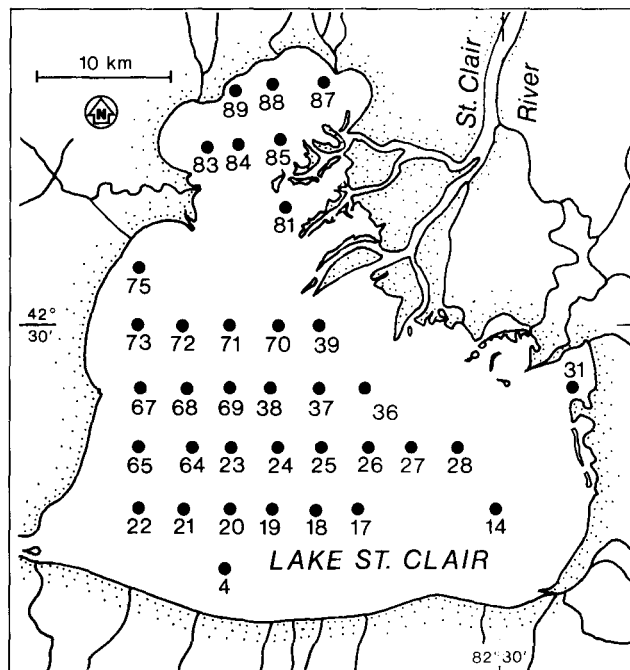 10 km
N
St. Clair
River
89 88 87
83 84 85
81
75
42°
30'
73 72 71 70 39
31
67 68 69 38 37 36
65 64 23 24 25 26 27 28
22 21 20 19 18 17 14
LAKE ST. CLAIR
4
82° 30'